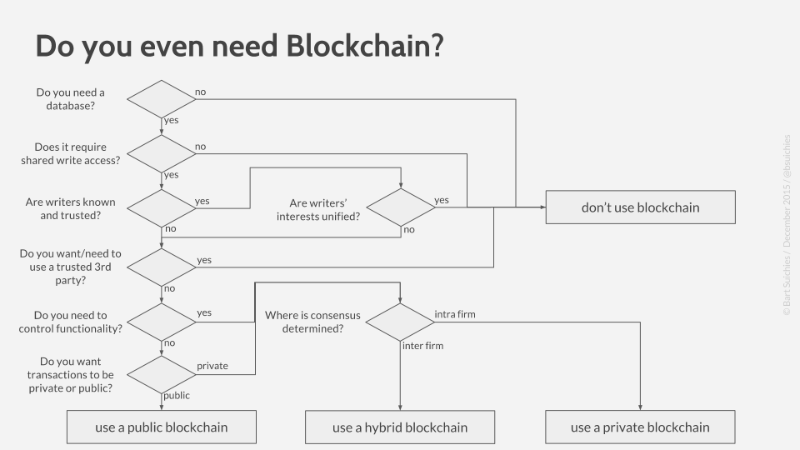 Do you even need Blockchain?
Do you need a
database?
no
yes
Does it require
shared write access?
no
yes
Are writers known
and trusted?
yes
no
Are writers'
interests unified?
yes
no
don't use blockchain
Do you want/need to
use a trusted 3rd
party?
yes
no
Do you need to
control functionality?
yes
no
Where is consensus
determined?
intra firm
inter firm
Do you want
transactions to be
private or public?
private
public
use a public blockchain
use a hybrid blockchain
use a private blockchain
© Bart Suichies / December 2015 / @bsuichies